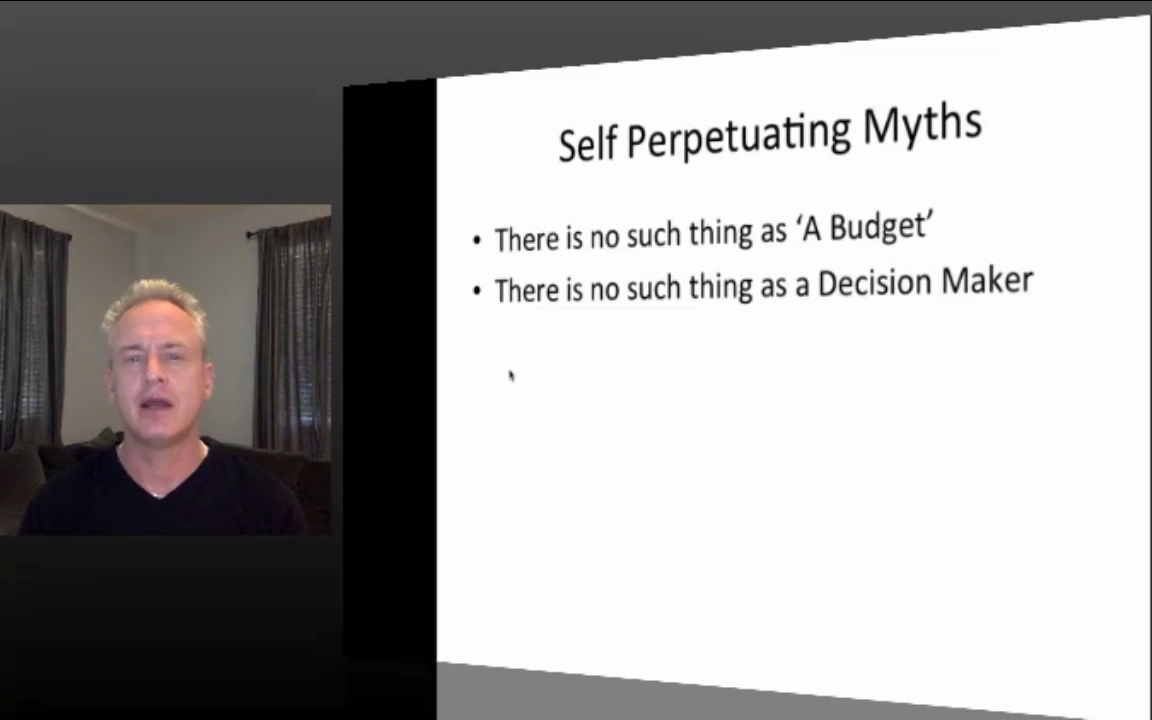 Self Perpetuating Myths
• There is no such thing as ‘A Budget’
• There is no such thing as a Decision Maker